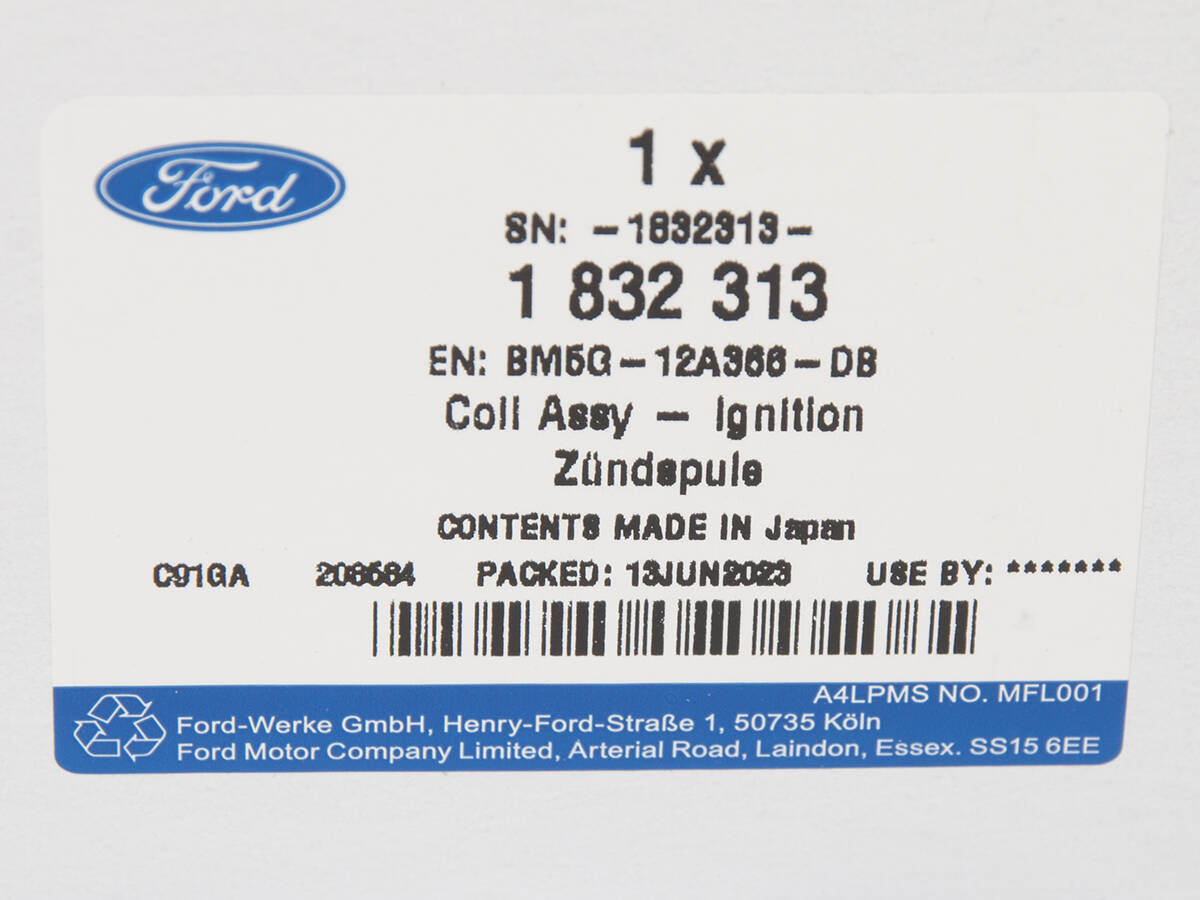 Ford
1 x
SN: -1832313-
1 832 313
EN: BM5G-12A366-DB
Coil Assy - Ignition
Zündspule
CONTENTS MADE IN Japan
C91GA 208584 PACKED: 13JUN2023 USE BY: *******
A4LPMS NO. MFL001
Ford-Werke GmbH, Henry-Ford-Straße 1, 50735 Köln
Ford Motor Company Limited, Arterial Road, Laindon, Essex. SS15 6EE